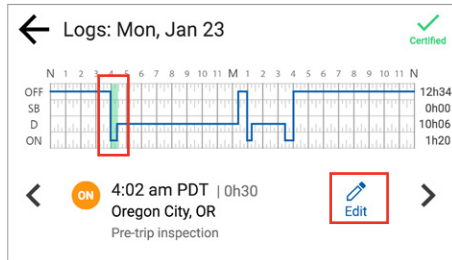 Logs: Mon, Jan 23
Certified
N 1 2 3 4 5 6 7 8 9 10 11 M 1 2 3 4 5 6 7 8 9 10 11 N
OFF 12h34
SB 0h00
D 10h06
ON 1h20
ON 4:02 am PDT | 0h30
Oregon City, OR
Edit
Pre-trip inspection